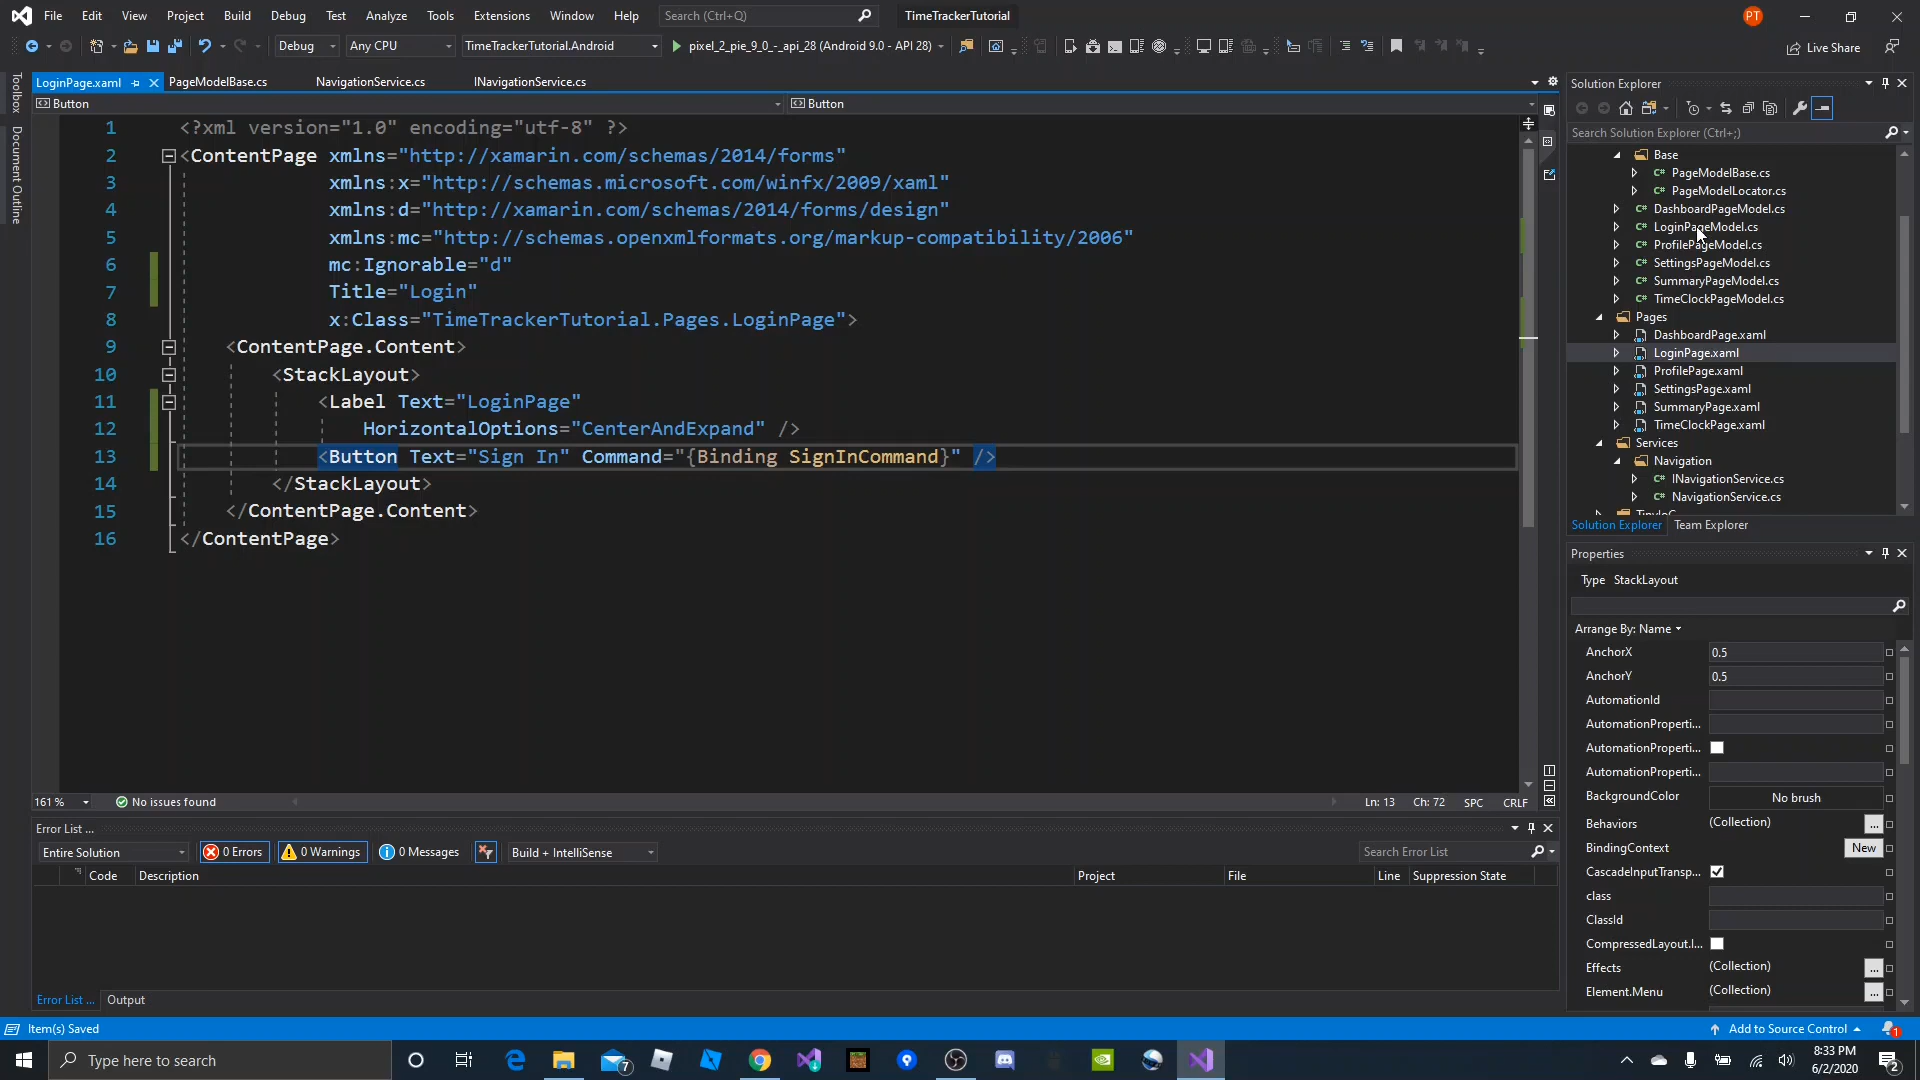 File Edit View Project Build Debug Test Analyze Tools Extensions Window Help Search (Ctrl+Q) TimeTrackerTutorial PT
Debug Any CPU TimeTrackerTutorial.Android pixel_2_pie_9_0_-_api_28 (Android 9.0 - API 28) Live Share
Toolbox
Document Outline
LoginPage.xaml PageModelBase.cs NavigationService.cs INavigationService.cs
Button Button
1 <?xml version="1.0" encoding="utf-8" ?>
2 <ContentPage xmlns="http://xamarin.com/schemas/2014/forms"
3 xmlns:x="http://schemas.microsoft.com/winfx/2009/xaml"
4 xmlns:d="http://xamarin.com/schemas/2014/forms/design"
5 xmlns:mc="http://schemas.openxmlformats.org/markup-compatibility/2006"
6 mc:Ignorable="d"
7 Title="Login"
8 x:Class="TimeTrackerTutorial.Pages.LoginPage">
9 <ContentPage.Content>
10 <StackLayout>
11 <Label Text="LoginPage"
12 HorizontalOptions="CenterAndExpand" />
13 <Button Text="Sign In" Command="{Binding SignInCommand}" />
14 </StackLayout>
15 </ContentPage.Content>
16 </ContentPage>
161 % No issues found Ln: 13 Ch: 72 SPC CRLF
Error List ...
Entire Solution 0 Errors 0 Warnings 0 Messages Build + IntelliSense Search Error List
Code Description Project File Line Suppression State
Error List ... Output
Solution Explorer
Search Solution Explorer (Ctrl+;)
Base
C# PageModelBase.cs
C# PageModelLocator.cs
C# DashboardPageModel.cs
C# LoginPageModel.cs
C# ProfilePageModel.cs
C# SettingsPageModel.cs
C# SummaryPageModel.cs
C# TimeClockPageModel.cs
Pages
DashboardPage.xaml
LoginPage.xaml
ProfilePage.xaml
SettingsPage.xaml
SummaryPage.xaml
TimeClockPage.xaml
Services
Navigation
C# INavigationService.cs
C# NavigationService.cs
Solution Explorer Team Explorer
Properties
Type StackLayout
Arrange By: Name
AnchorX 0.5
AnchorY 0.5
AutomationId
AutomationProperti...
AutomationProperti...
AutomationProperti...
BackgroundColor No brush
Behaviors (Collection) ...
BindingContext New
CascadeInputTransp...
class
ClassId
CompressedLayout.I...
Effects (Collection) ...
Element.Menu (Collection) ...
Item(s) Saved Add to Source Control 1
Type here to search 7 8:33 PM
6/2/2020 2